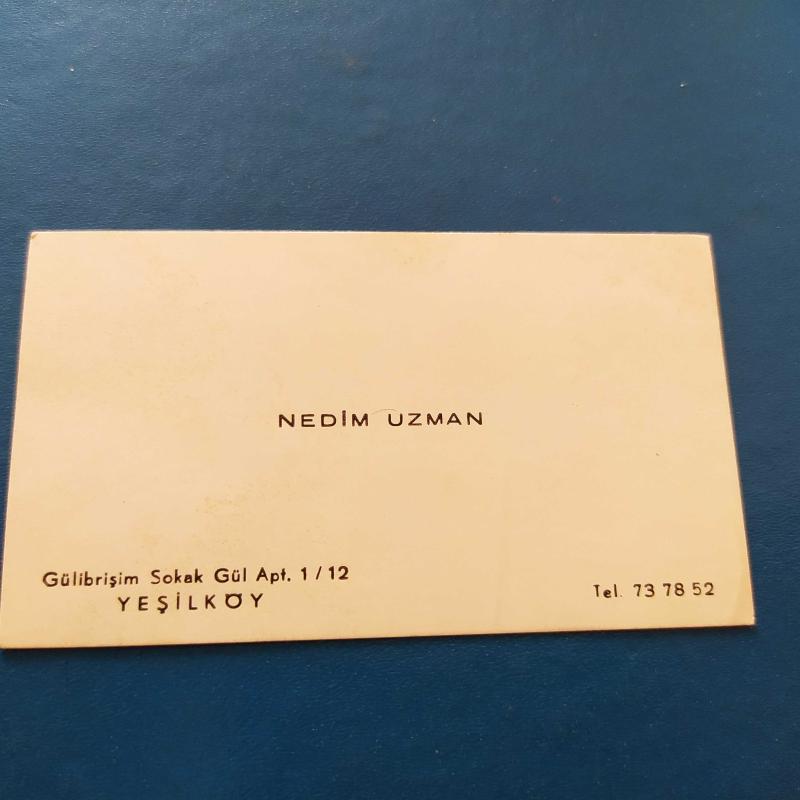 NEDİM UZMAN
Gülibrişim Sokak Gül Apt. 1 / 12
YEŞİLKÖY
Tel. 73 78 52